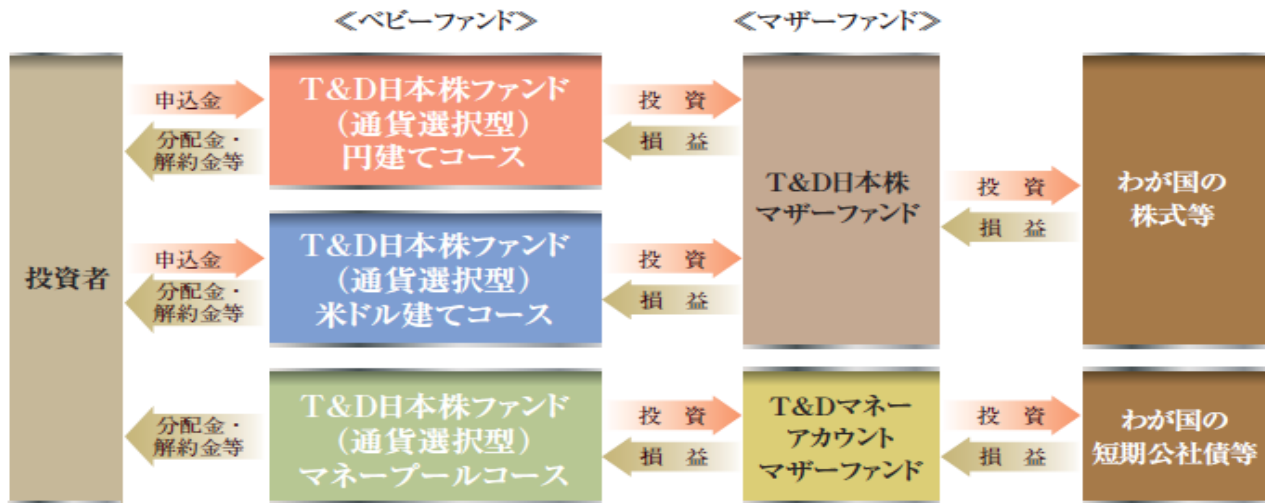 ≪ベビーファンド≫
≪マザーファンド≫
投資者
申込金
分配金・
解約金等
T&D日本株ファンド
（通貨選択型）
円建てコース
投 資
損 益
申込金
分配金・
解約金等
T&D日本株ファンド
（通貨選択型）
米ドル建てコース
投 資
損 益
T&D日本株
マザーファンド
投 資
損 益
わが国の
株式等
分配金・
解約金等
T&D日本株ファンド
（通貨選択型）
マネープールコース
投 資
損 益
T&Dマネー
アカウント
マザーファンド
投 資
損 益
わが国の
短期公社債等